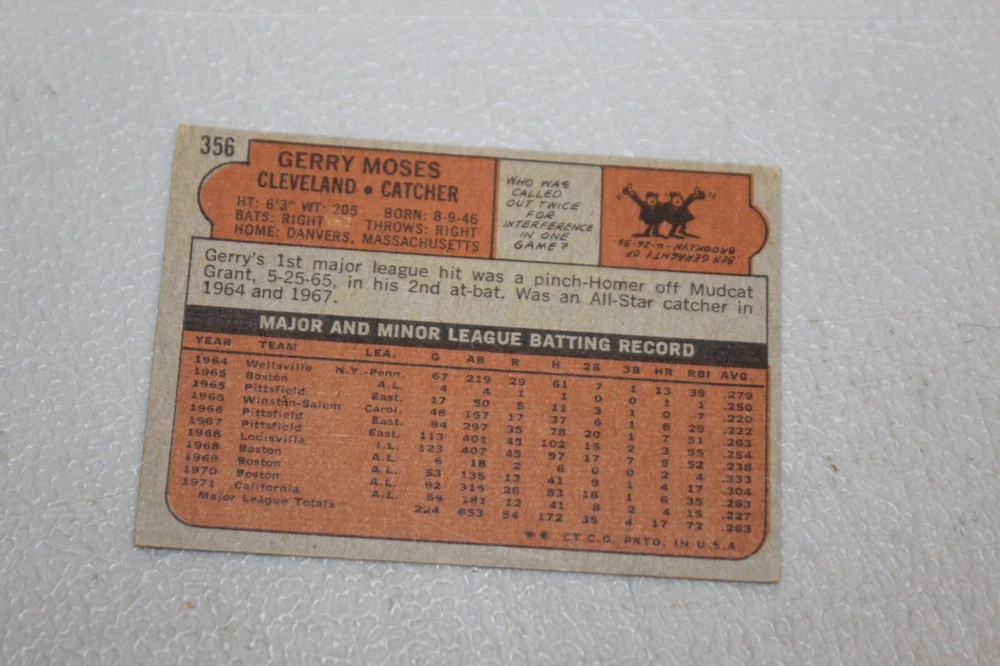 356
GERRY MOSES
CLEVELAND • CATCHER
HT: 6'3" WT: 205 BORN: 8-9-46
BATS: RIGHT THROWS: RIGHT
HOME: DANVERS, MASSACHUSETTS
WHO WAS
CALLED
OUT TWICE
FOR
INTERFERENCE
IN ONE
GAME?
BEN GERAGHTY OF
BROOKLYN-6-26-36
Gerry's 1st major league hit was a pinch-Homer off Mudcat
Grant, 5-25-65, in his 2nd at-bat. Was an All-Star catcher in
1964 and 1967.
MAJOR AND MINOR LEAGUE BATTING RECORD
YEAR TEAM LEA. G AB R H 2B 3B HR RBI AVG.
1964 Wellsville N.Y.-Penn. 67 219 29 61 7 1 13 39 .279
1965 Boston A.L. 4 4 1 1 0 0 1 1 .250
1965 Pittsfield East. 17 50 5 11 3 1 0 7 .220
1965 Winston-Salem Carol. 48 167 17 37 6 1 6 29 .222
1966 Pittsfield East. 84 297 35 78 20 1 7 51 .263
1967 Pittsfield East. 113 401 45 102 15 2 3 55 .254
1968 Louisville I.L. 123 407 45 97 17 7 9 52 .238
1968 Boston A.L. 6 18 2 6 0 0 2 4 .333
1969 Boston A.L. 53 135 13 41 9 1 4 17 .304
1970 Boston A.L. 92 315 26 83 18 1 6 35 .263
1971 California A.L. 69 181 12 41 8 2 4 15 .227
Major League Totals 224 653 54 172 35 4 17 72 .263
** ©T.C.G. PRTD. IN U.S.A.